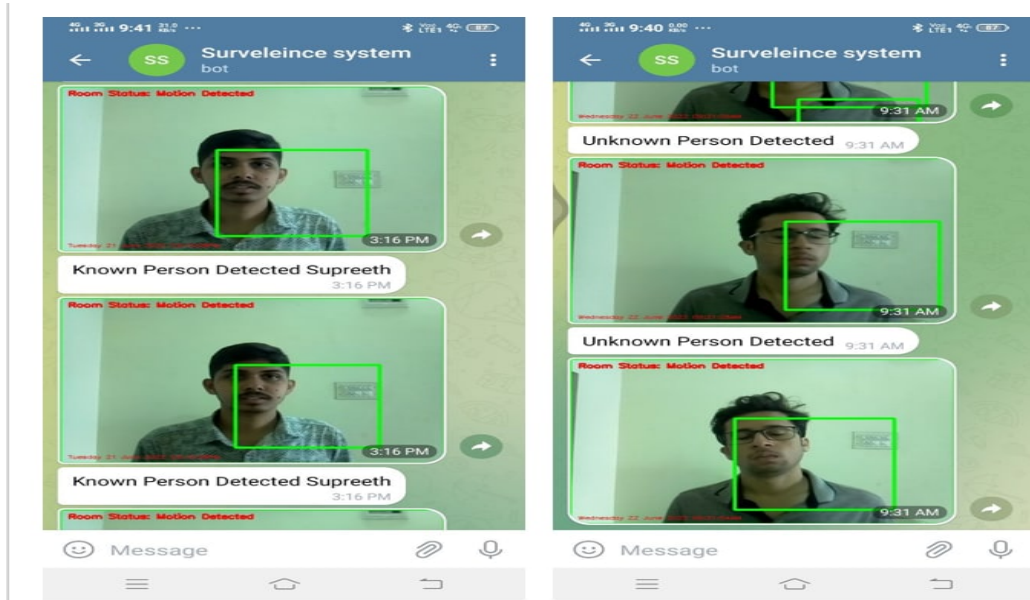 9:41
SS
Surveleince system
bot
Room Status: Motion Detected
3:16 PM
Known Person Detected Supreeth
3:16 PM
Room Status: Motion Detected
3:16 PM
Known Person Detected Supreeth
3:16 PM
Room Status: Motion Detected
Message
9:40
SS
Surveleince system
bot
9:31 AM
Unknown Person Detected
9:31 AM
Room Status: Motion Detected
9:31 AM
Unknown Person Detected
9:31 AM
Room Status: Motion Detected
9:31 AM
Message